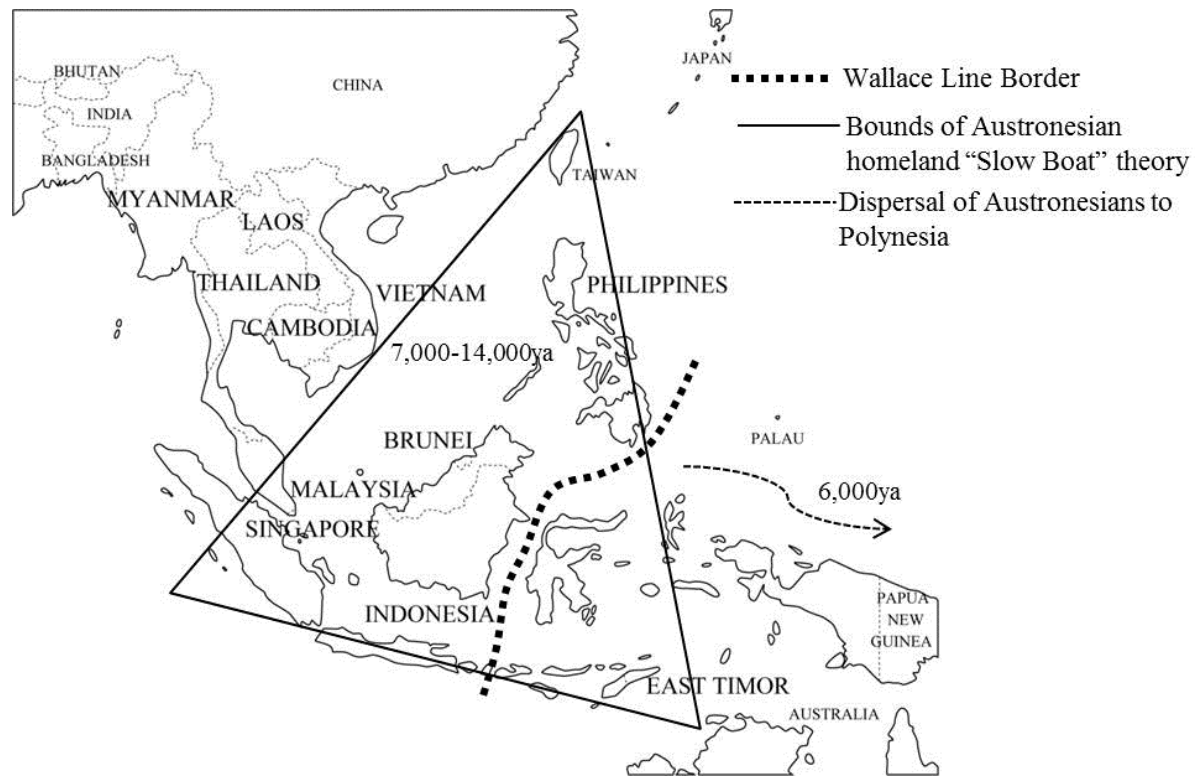 JAPAN
BHUTAN
CHINA
INDIA
BANGLADESH
MYANMAR
LAOS
TAIWAN
THAILAND
VIETNAM
PHILIPPINES
CAMBODIA
7,000-14,000ya
BRUNEI
PALAU
MALAYSIA
6,000ya
SINGAPORE
INDONESIA
PAPUA
NEW
GUINEA
EAST TIMOR
AUSTRALIA
Wallace Line Border
Bounds of Austronesian
homeland “Slow Boat” theory
Dispersal of Austronesians to
Polynesia